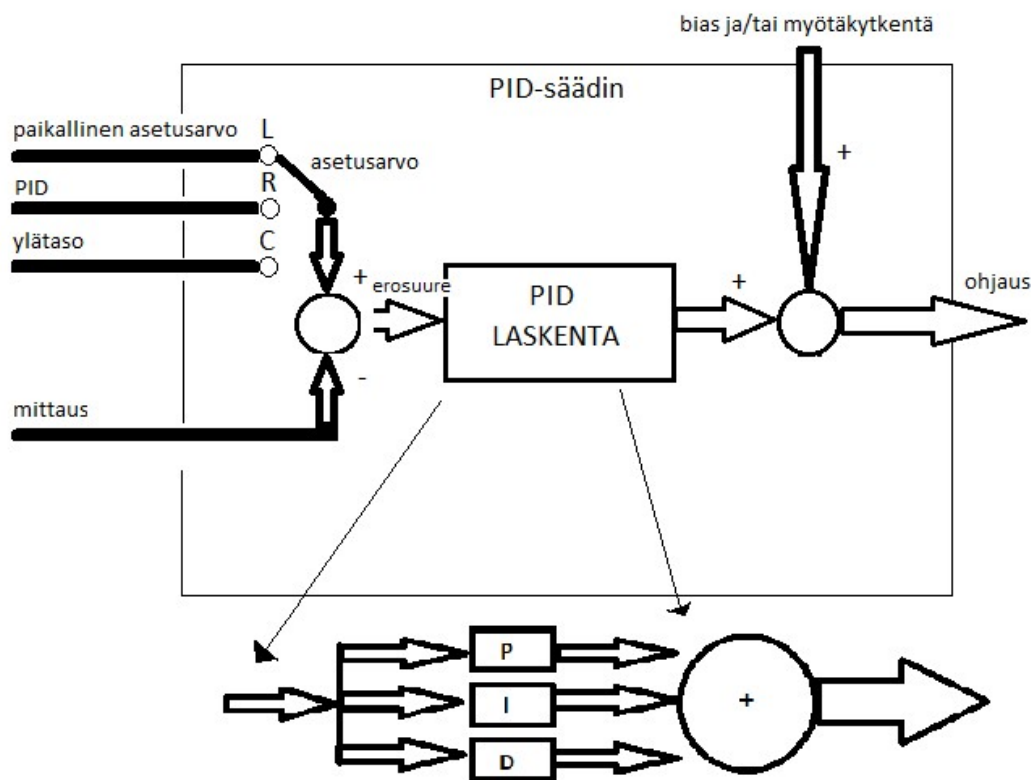 bias ja/tai myötäkytkentä
PID-säädin
paikallinen asetusarvo
L
asetusarvo
+
PID
R
ylätaso
C
+
erosuure
PID
LASKENTA
+
ohjaus
-
mittaus
P
I
+
D